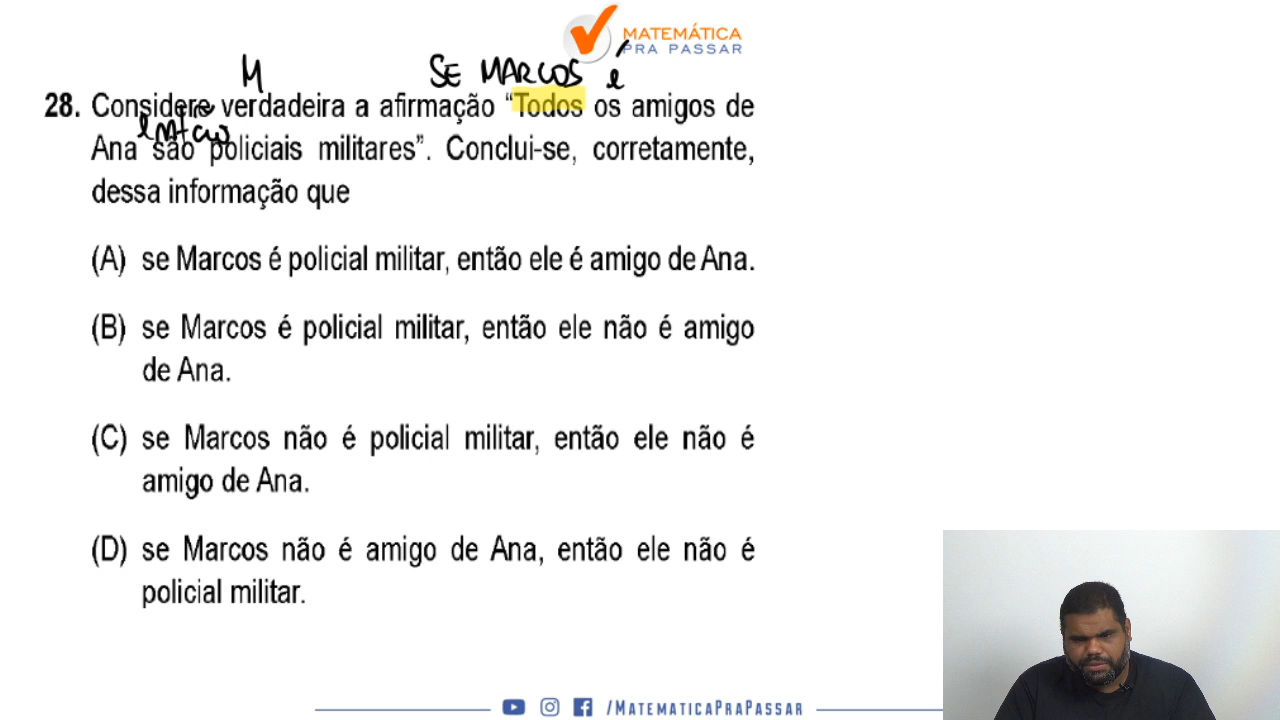 MATEMÁTICA
PRA PASSAR
M SE MARCOS é
28. Considere verdadeira a afirmação “Todos os amigos de
então
Ana são policiais militares”. Conclui-se, corretamente,
dessa informação que
(A) se Marcos é policial militar, então ele é amigo de Ana.
(B) se Marcos é policial militar, então ele não é amigo
de Ana.
(C) se Marcos não é policial militar, então ele não é
amigo de Ana.
(D) se Marcos não é amigo de Ana, então ele não é
policial militar.
/MATEMATICAPRAPASSAR